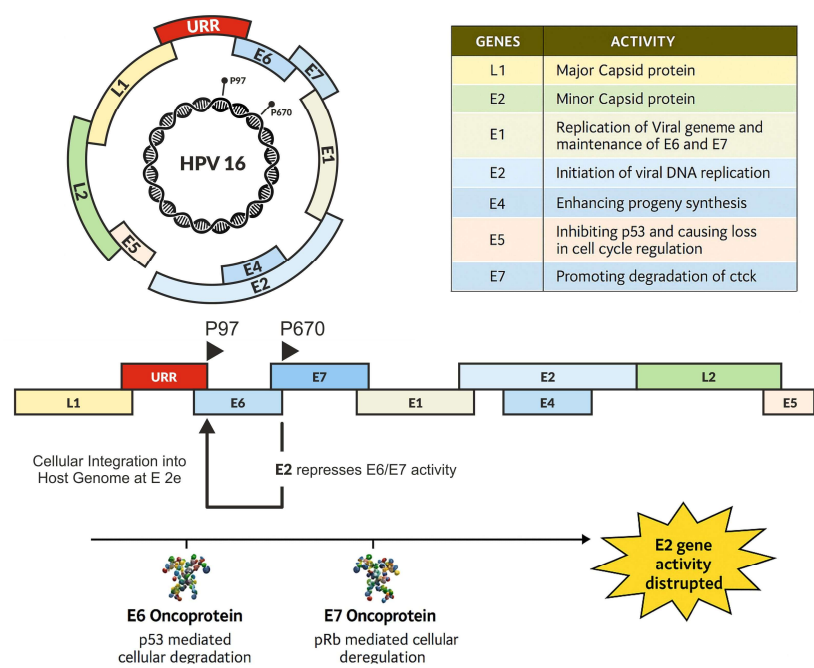 URR
E6
E7
L1
P97
P670
HPV 16
E1
L2
E5
E4
E2
GENES ACTIVITY
L1 Major Capsid protein
E2 Minor Capsid protein
E1 Replication of Viral geneme and
maintenance of E6 and E7
E2 Initiation of viral DNA replication
E4 Enhancing progeny synthesis
E5 Inhibiting p53 and causing loss
in cell cycle regulation
E7 Promoting degradation of ctck
P97 P670
URR E7 E2 L2
L1 E6 E1 E4 E5
Cellular Integration into
Host Genome at E 2e
E2 represses E6/E7 activity
E2 gene
activity
disrupted
E6 Oncoprotein
p53 mediated
cellular degradation
E7 Oncoprotein
pRb mediated cellular
deregulation